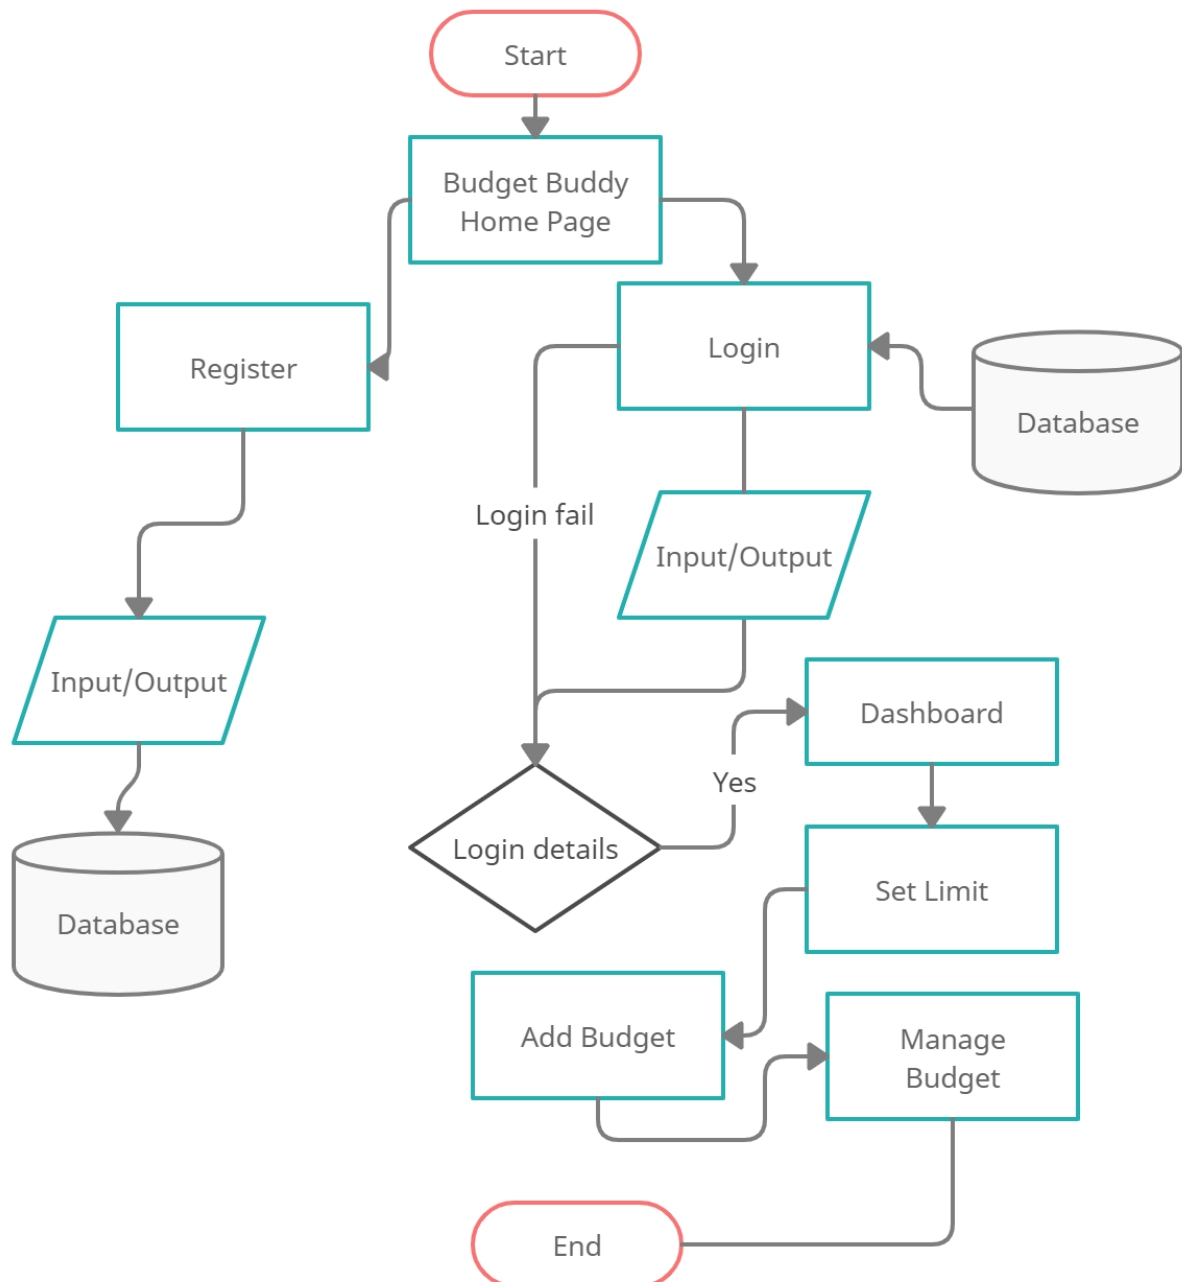 Start
Budget Buddy
Home Page
Register
Login
Database
Login fail
Input/Output
Input/Output
Dashboard
Yes
Login details
Set Limit
Database
Add Budget
Manage
Budget
End